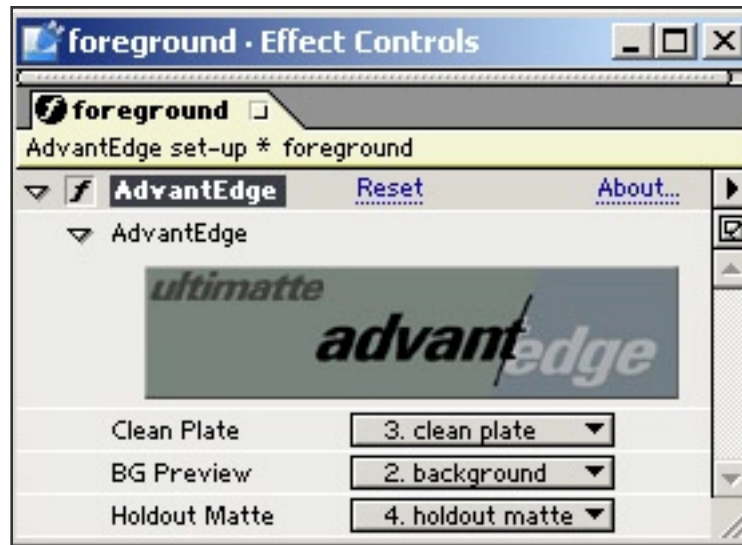 foreground · Effect Controls
foreground
AdvantEdge set-up * foreground
AdvantEdge Reset About...
AdvantEdge
ultimatte
advantedge
Clean Plate 3. clean plate
BG Preview 2. background
Holdout Matte 4. holdout matte